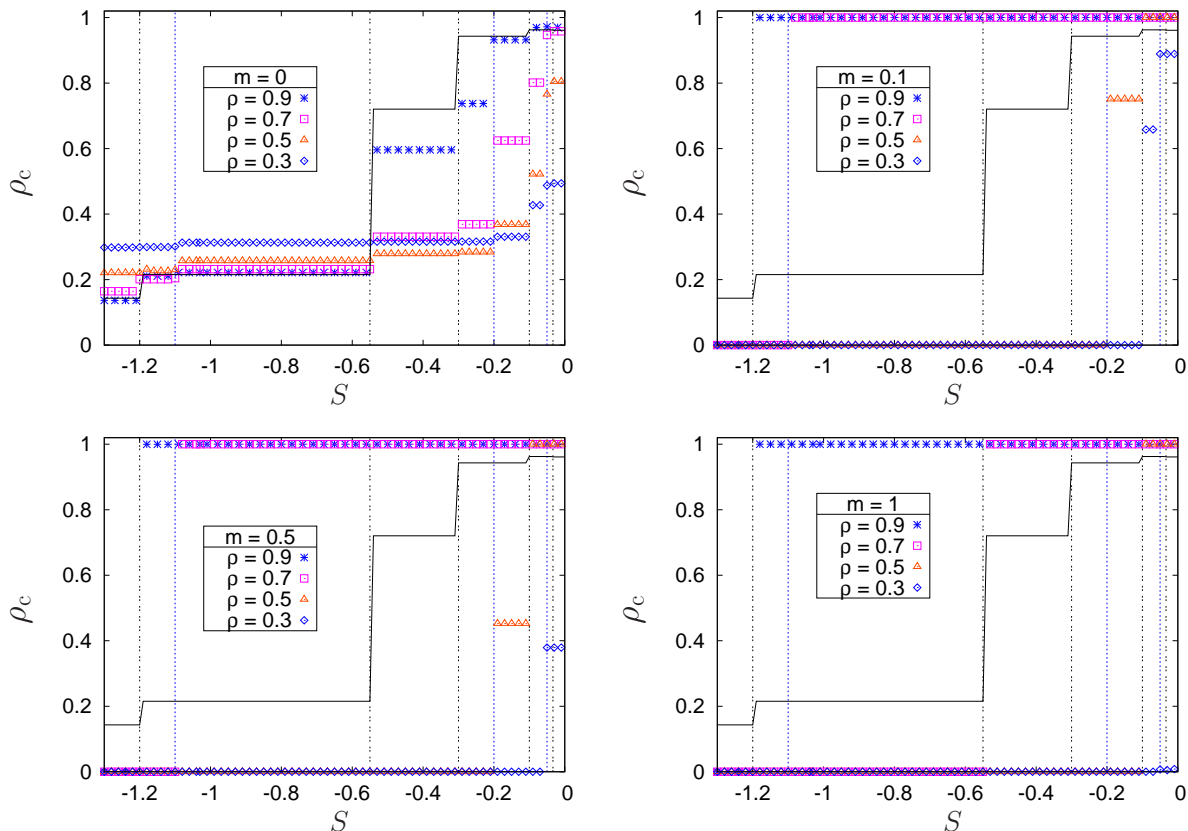 1
0.8
0.6
0.4
0.2
0
ρc
-1.2 -1 -0.8 -0.6 -0.4 -0.2 0
S
m = 0
ρ = 0.9
ρ = 0.7
ρ = 0.5
ρ = 0.3
1
0.8
0.6
0.4
0.2
0
ρc
-1.2 -1 -0.8 -0.6 -0.4 -0.2 0
S
m = 0.1
ρ = 0.9
ρ = 0.7
ρ = 0.5
ρ = 0.3
1
0.8
0.6
0.4
0.2
0
ρc
-1.2 -1 -0.8 -0.6 -0.4 -0.2 0
S
m = 0.5
ρ = 0.9
ρ = 0.7
ρ = 0.5
ρ = 0.3
1
0.8
0.6
0.4
0.2
0
ρc
-1.2 -1 -0.8 -0.6 -0.4 -0.2 0
S
m = 1
ρ = 0.9
ρ = 0.7
ρ = 0.5
ρ = 0.3